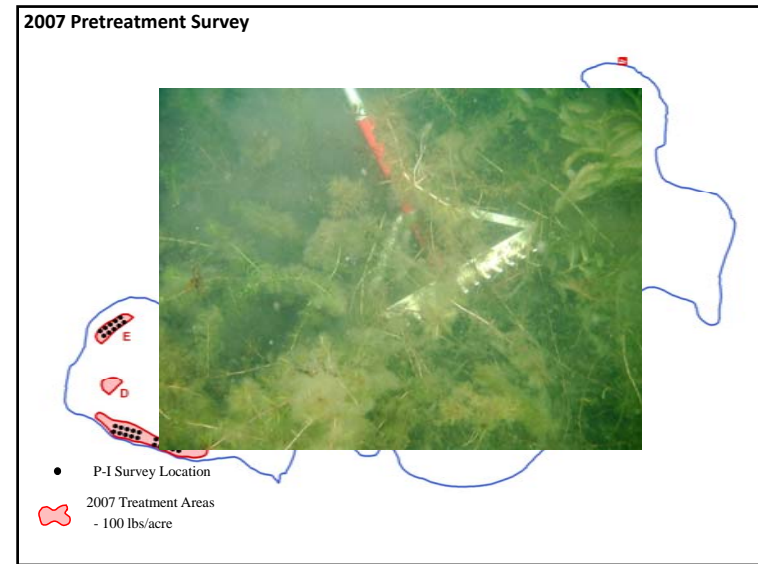 2007 Pretreatment Survey
E
D
P-I Survey Location
2007 Treatment Areas
- 100 lbs/acre